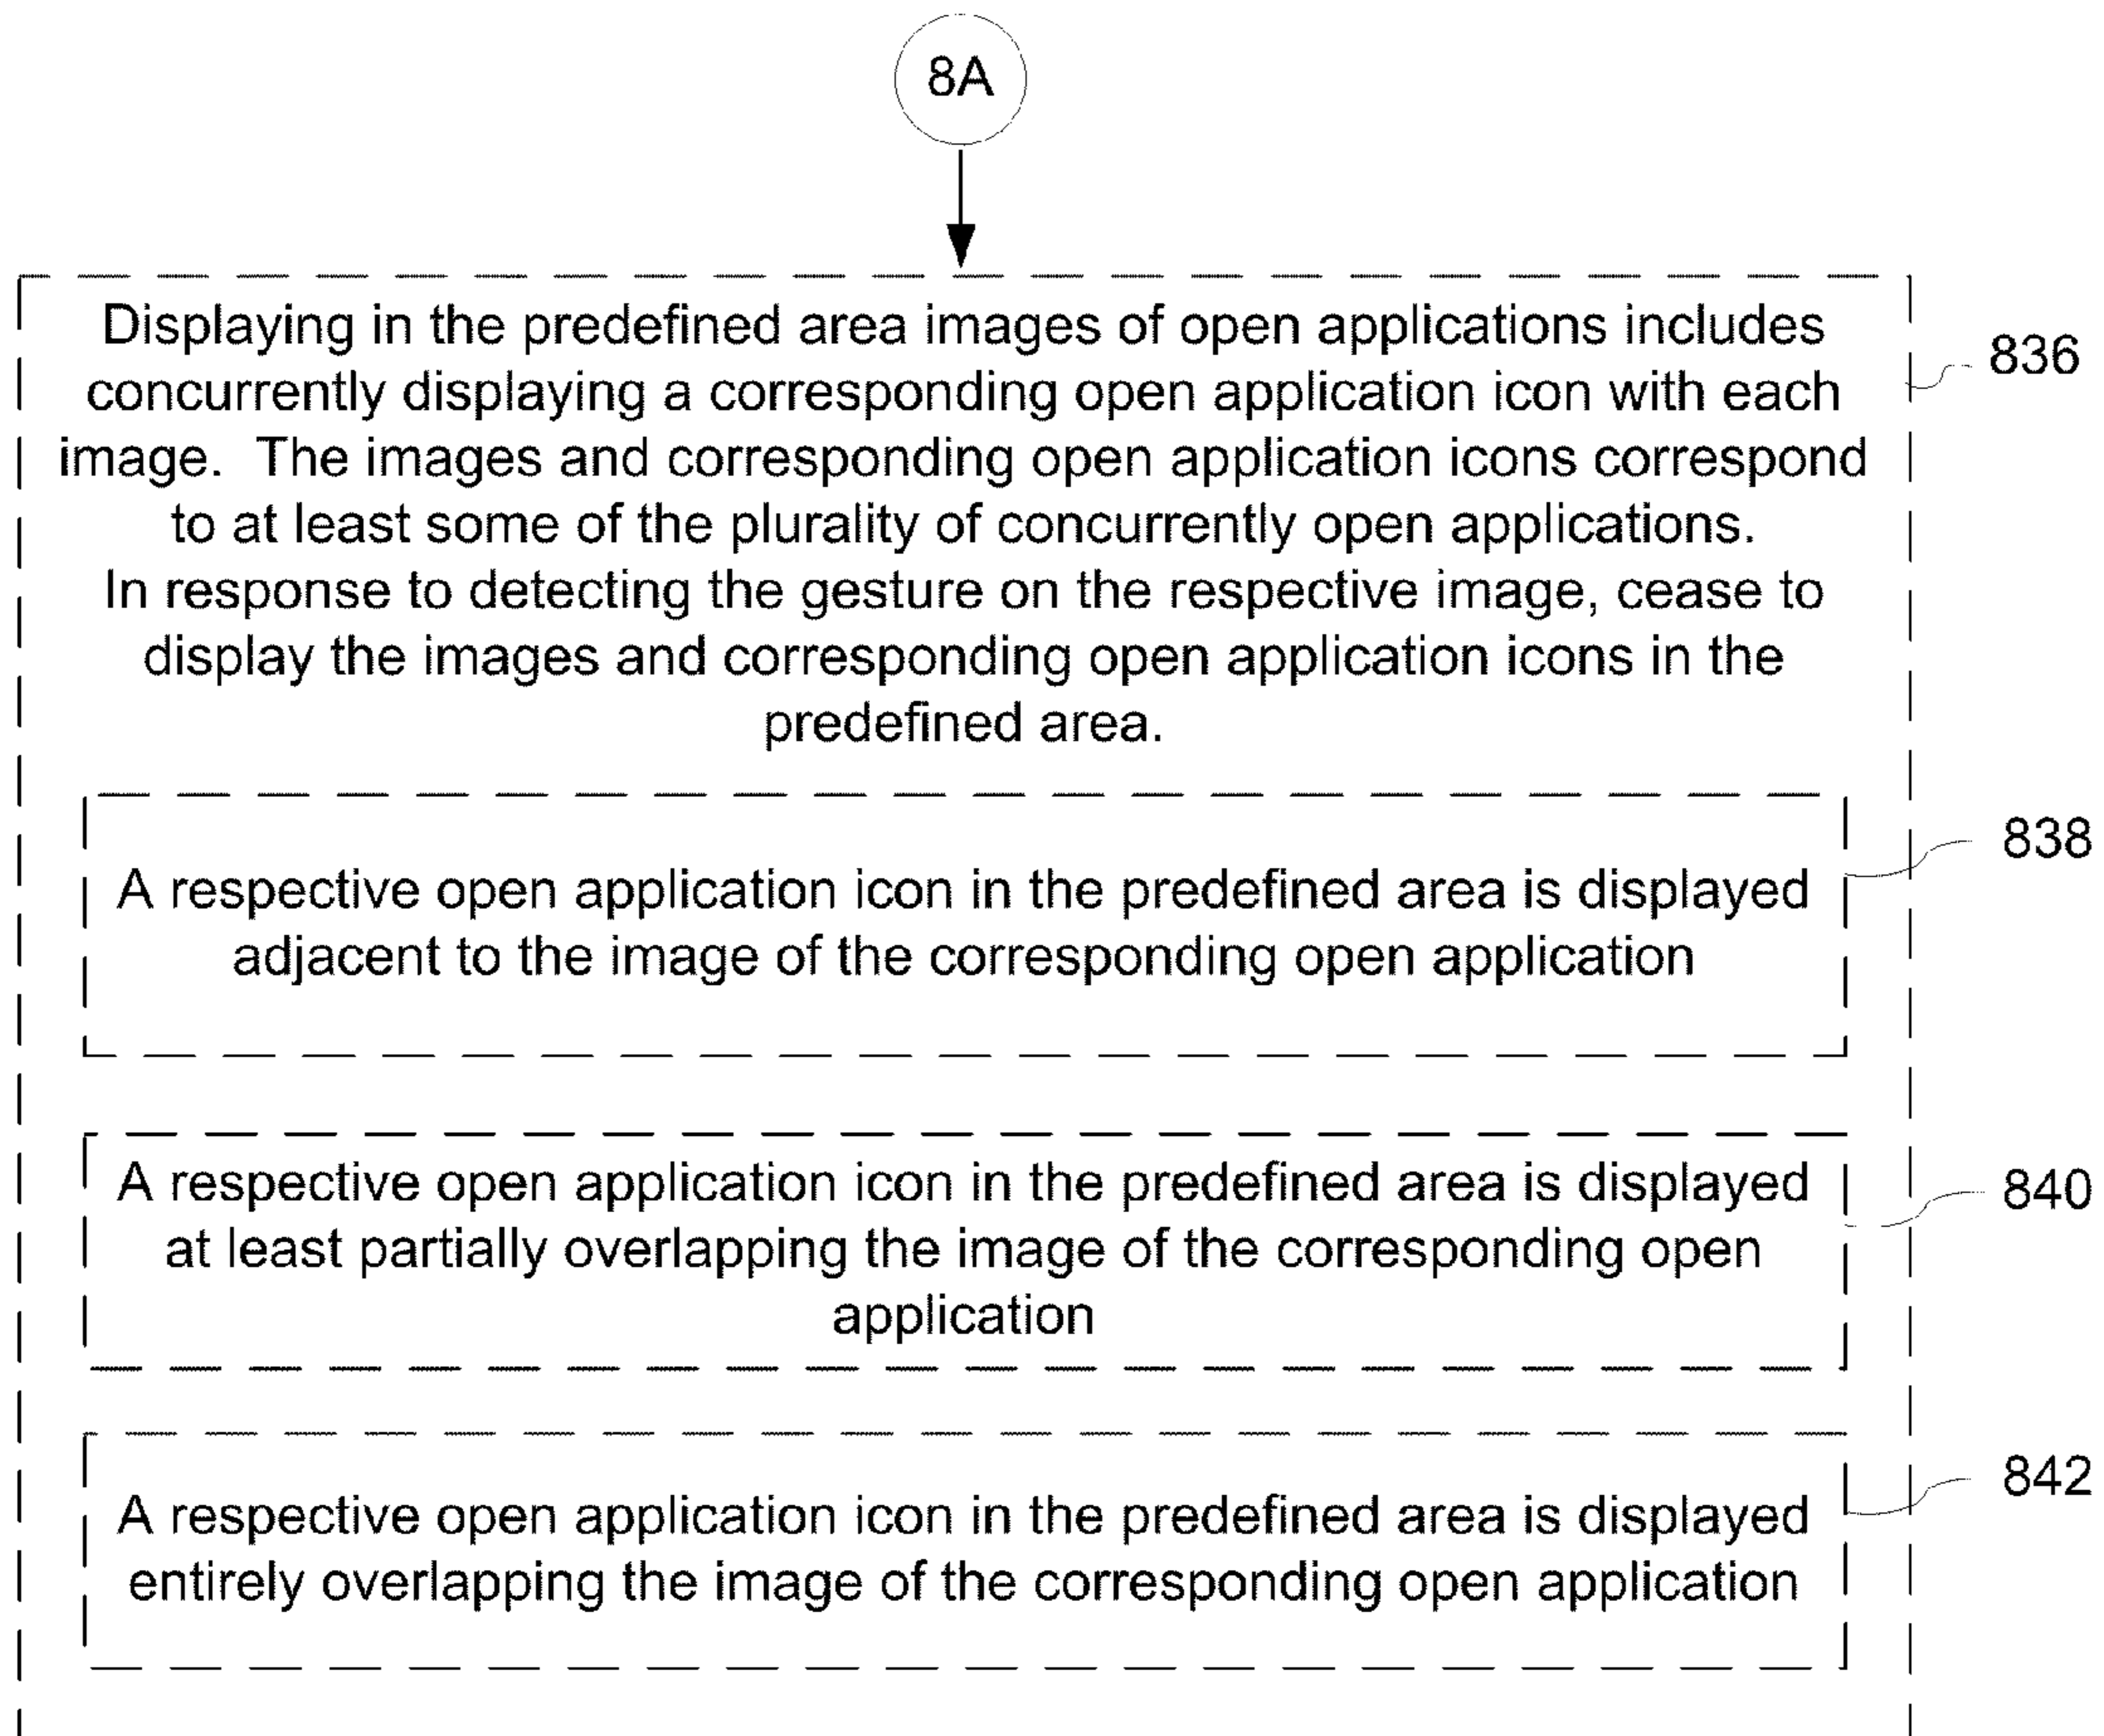 8A
Displaying in the predefined area images of open applications includes
concurrently displaying a corresponding open application icon with each
image.  The images and corresponding open application icons correspond
to at least some of the plurality of concurrently open applications.
In response to detecting the gesture on the respective image, cease to
display the images and corresponding open application icons in the
predefined area.
836
A respective open application icon in the predefined area is displayed
adjacent to the image of the corresponding open application
838
A respective open application icon in the predefined area is displayed
at least partially overlapping the image of the corresponding open
application
840
A respective open application icon in the predefined area is displayed
entirely overlapping the image of the corresponding open application
842